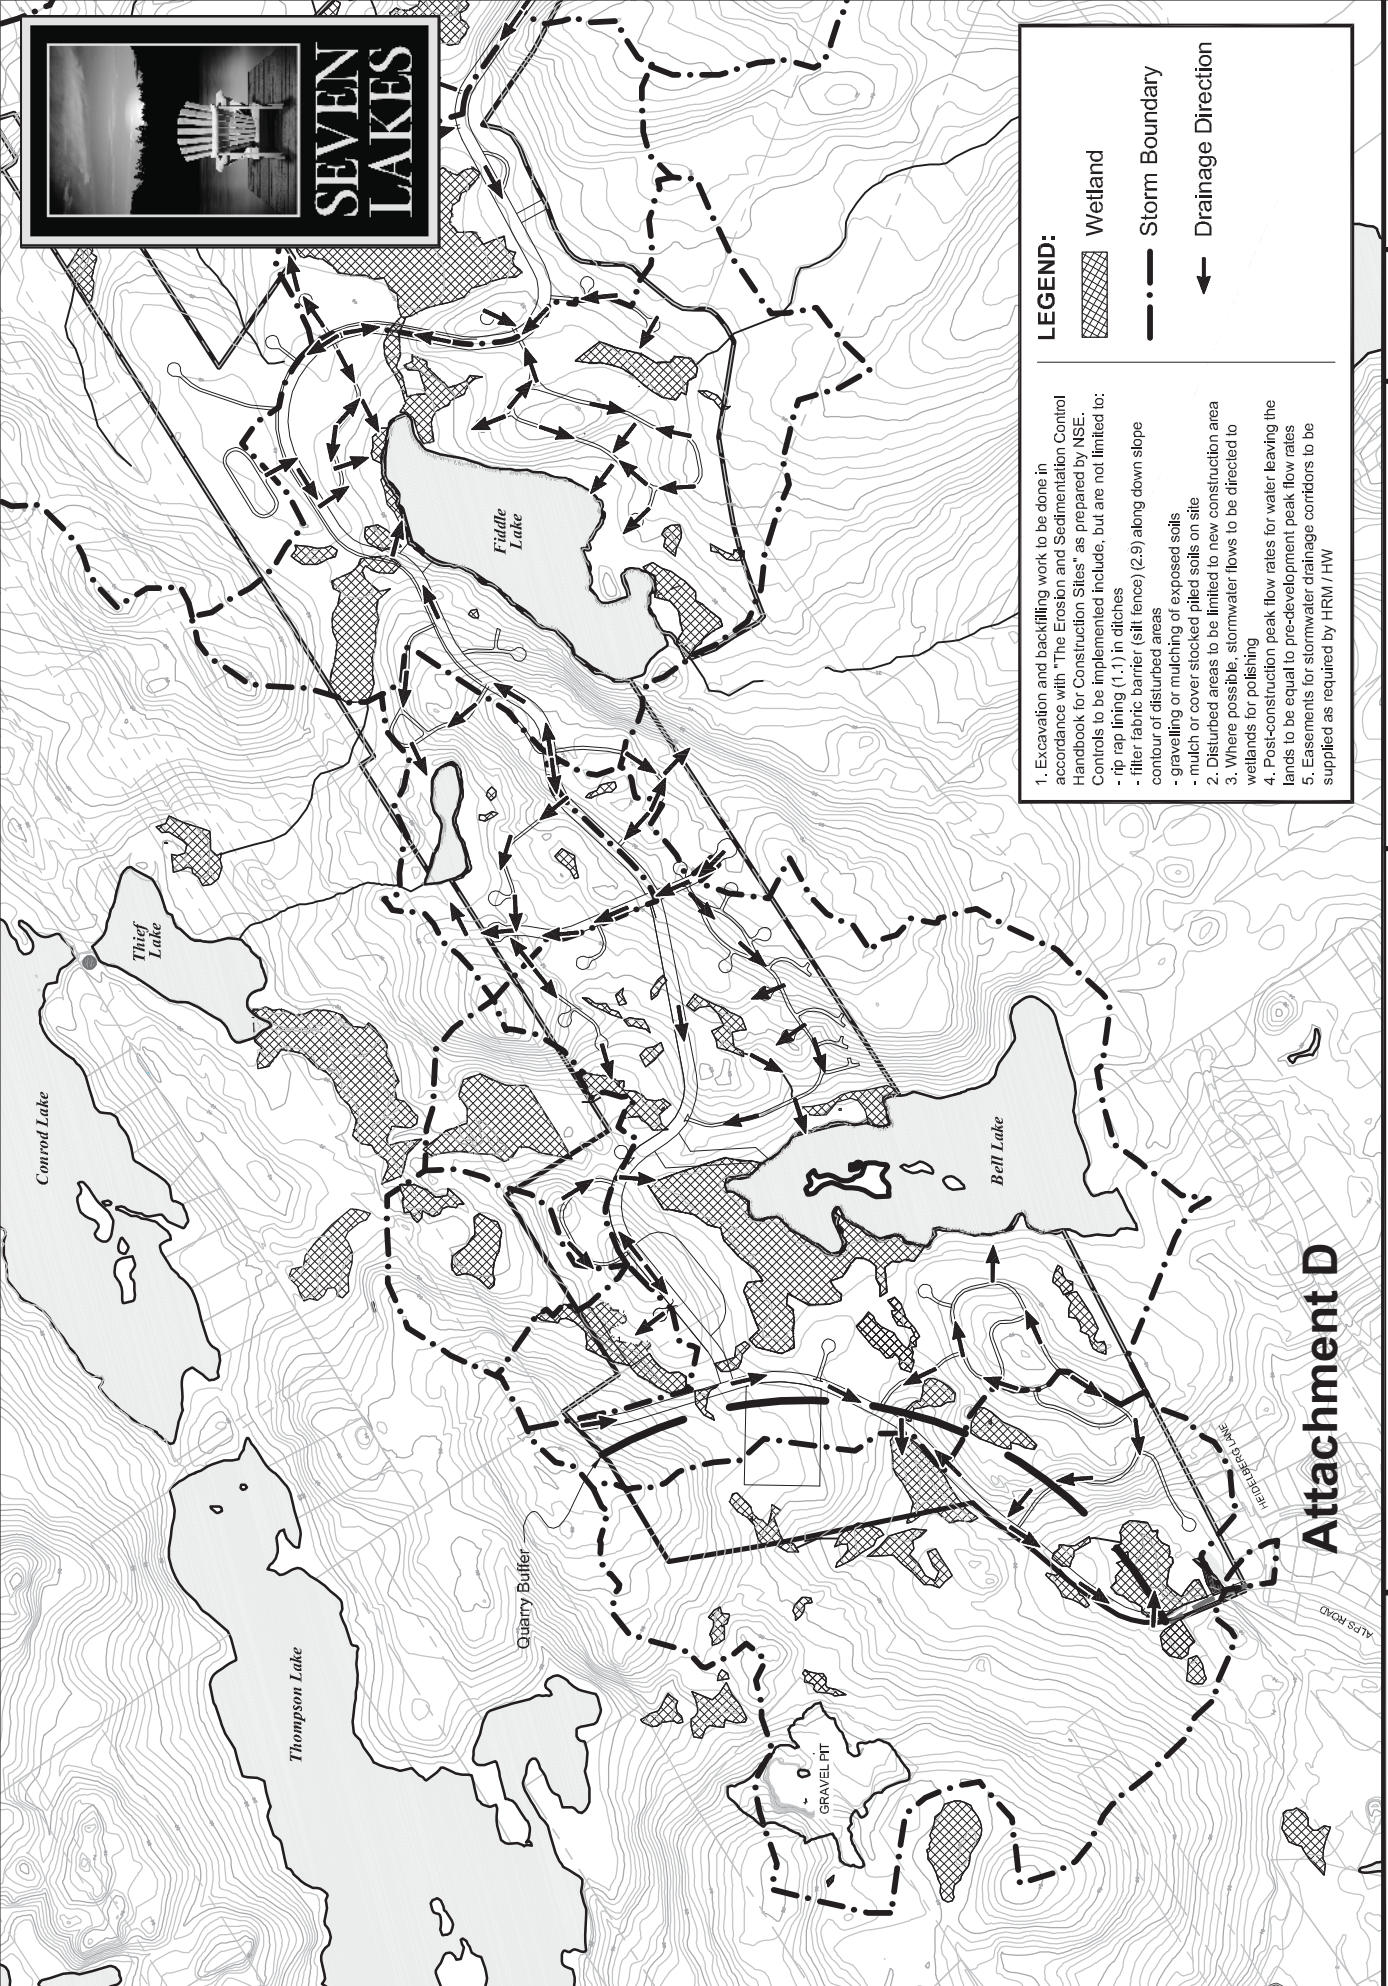 SEVEN
LAKES
Conrod Lake
Thief
Lake
Fiddle
Lake
Thompson Lake
Bell Lake
Quarry Buffer
GRAVEL PIT
HEIDELBERG LANE
ALPS ROAD
Attachment D
LEGEND:
Wetland
Storm Boundary
Drainage Direction
1. Excavation and backfilling work to be done in
accordance with "The Erosion and Sedimentation Control
Handbook for Construction Sites" as prepared by NSE.
Controls to be implemented include, but are not limited to:
- rip rap lining (1.1) in ditches
- filter fabric barrier (silt fence) (2.9) along down slope
contour of disturbed areas
- gravelling or mulching of exposed soils
- mulch or cover stocked piled soils on site
2. Disturbed areas to be limited to new construction area
3. Where possible, stormwater flows to be directed to
wetlands for polishing
4. Post-construction peak flow rates for water leaving the
lands to be equal to pre-development peak flow rates
5. Easements for stormwater drainage corridors to be
supplied as required by HRM / HW